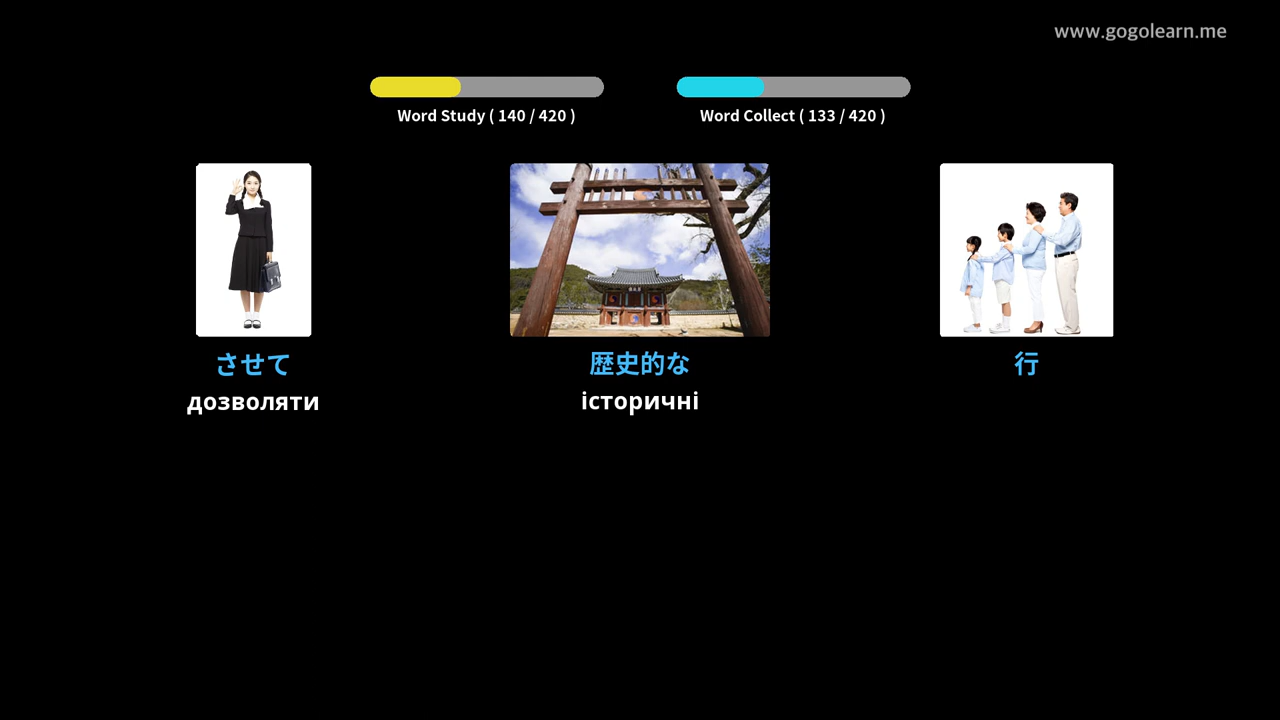 www.gogolearn.me
Word Study ( 140 / 420 )
Word Collect ( 133 / 420 )
させて
дозволяти
歴史的な
історичні
行